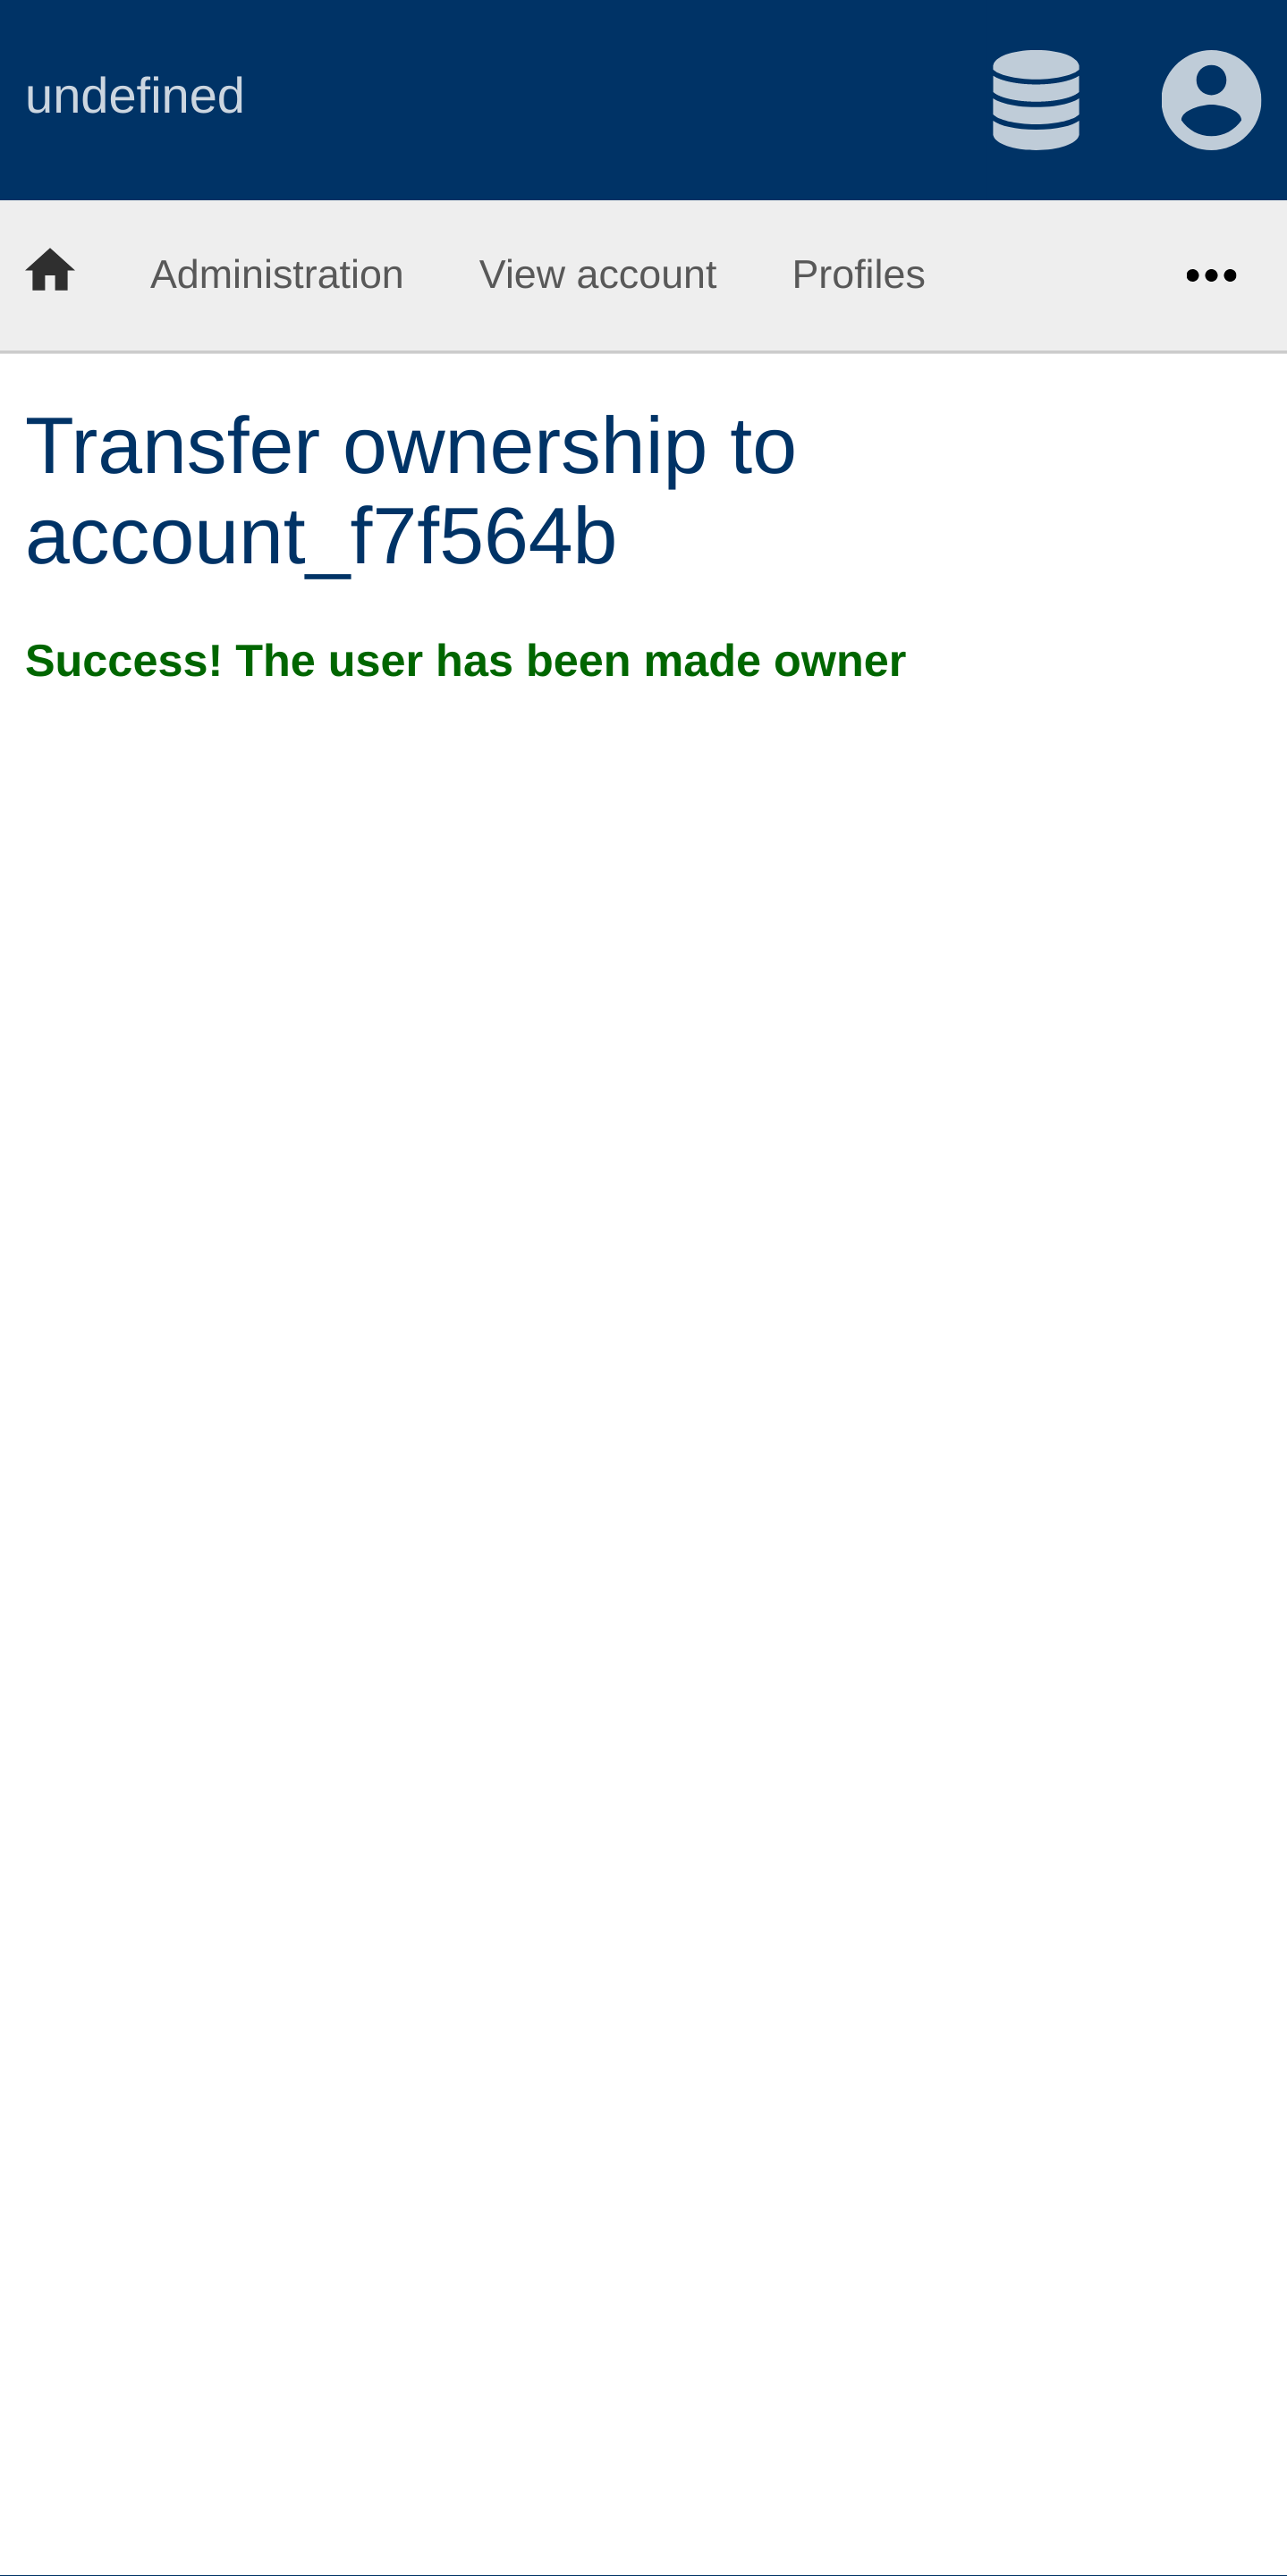 undefined
Administration View account Profiles
Transfer ownership to
account_f7f564b
Success! The user has been made owner